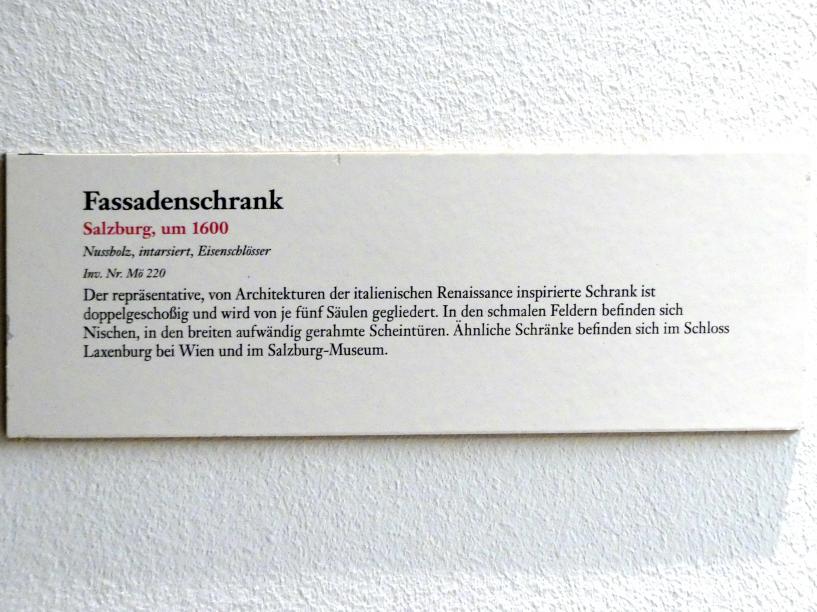 Fassadenschrank
Salzburg, um 1600
Nussholz, intarsiert, Eisenschlösser
Inv. Nr. Mö 220
Der repräsentative, von Architekturen der italienischen Renaissance inspirierte Schrank ist
doppelgeschoßig und wird von je fünf Säulen gegliedert. In den schmalen Feldern befinden sich
Nischen, in den breiten aufwändig gerahmte Scheintüren. Ähnliche Schränke befinden sich im Schloss
Laxenburg bei Wien und im Salzburg-Museum.